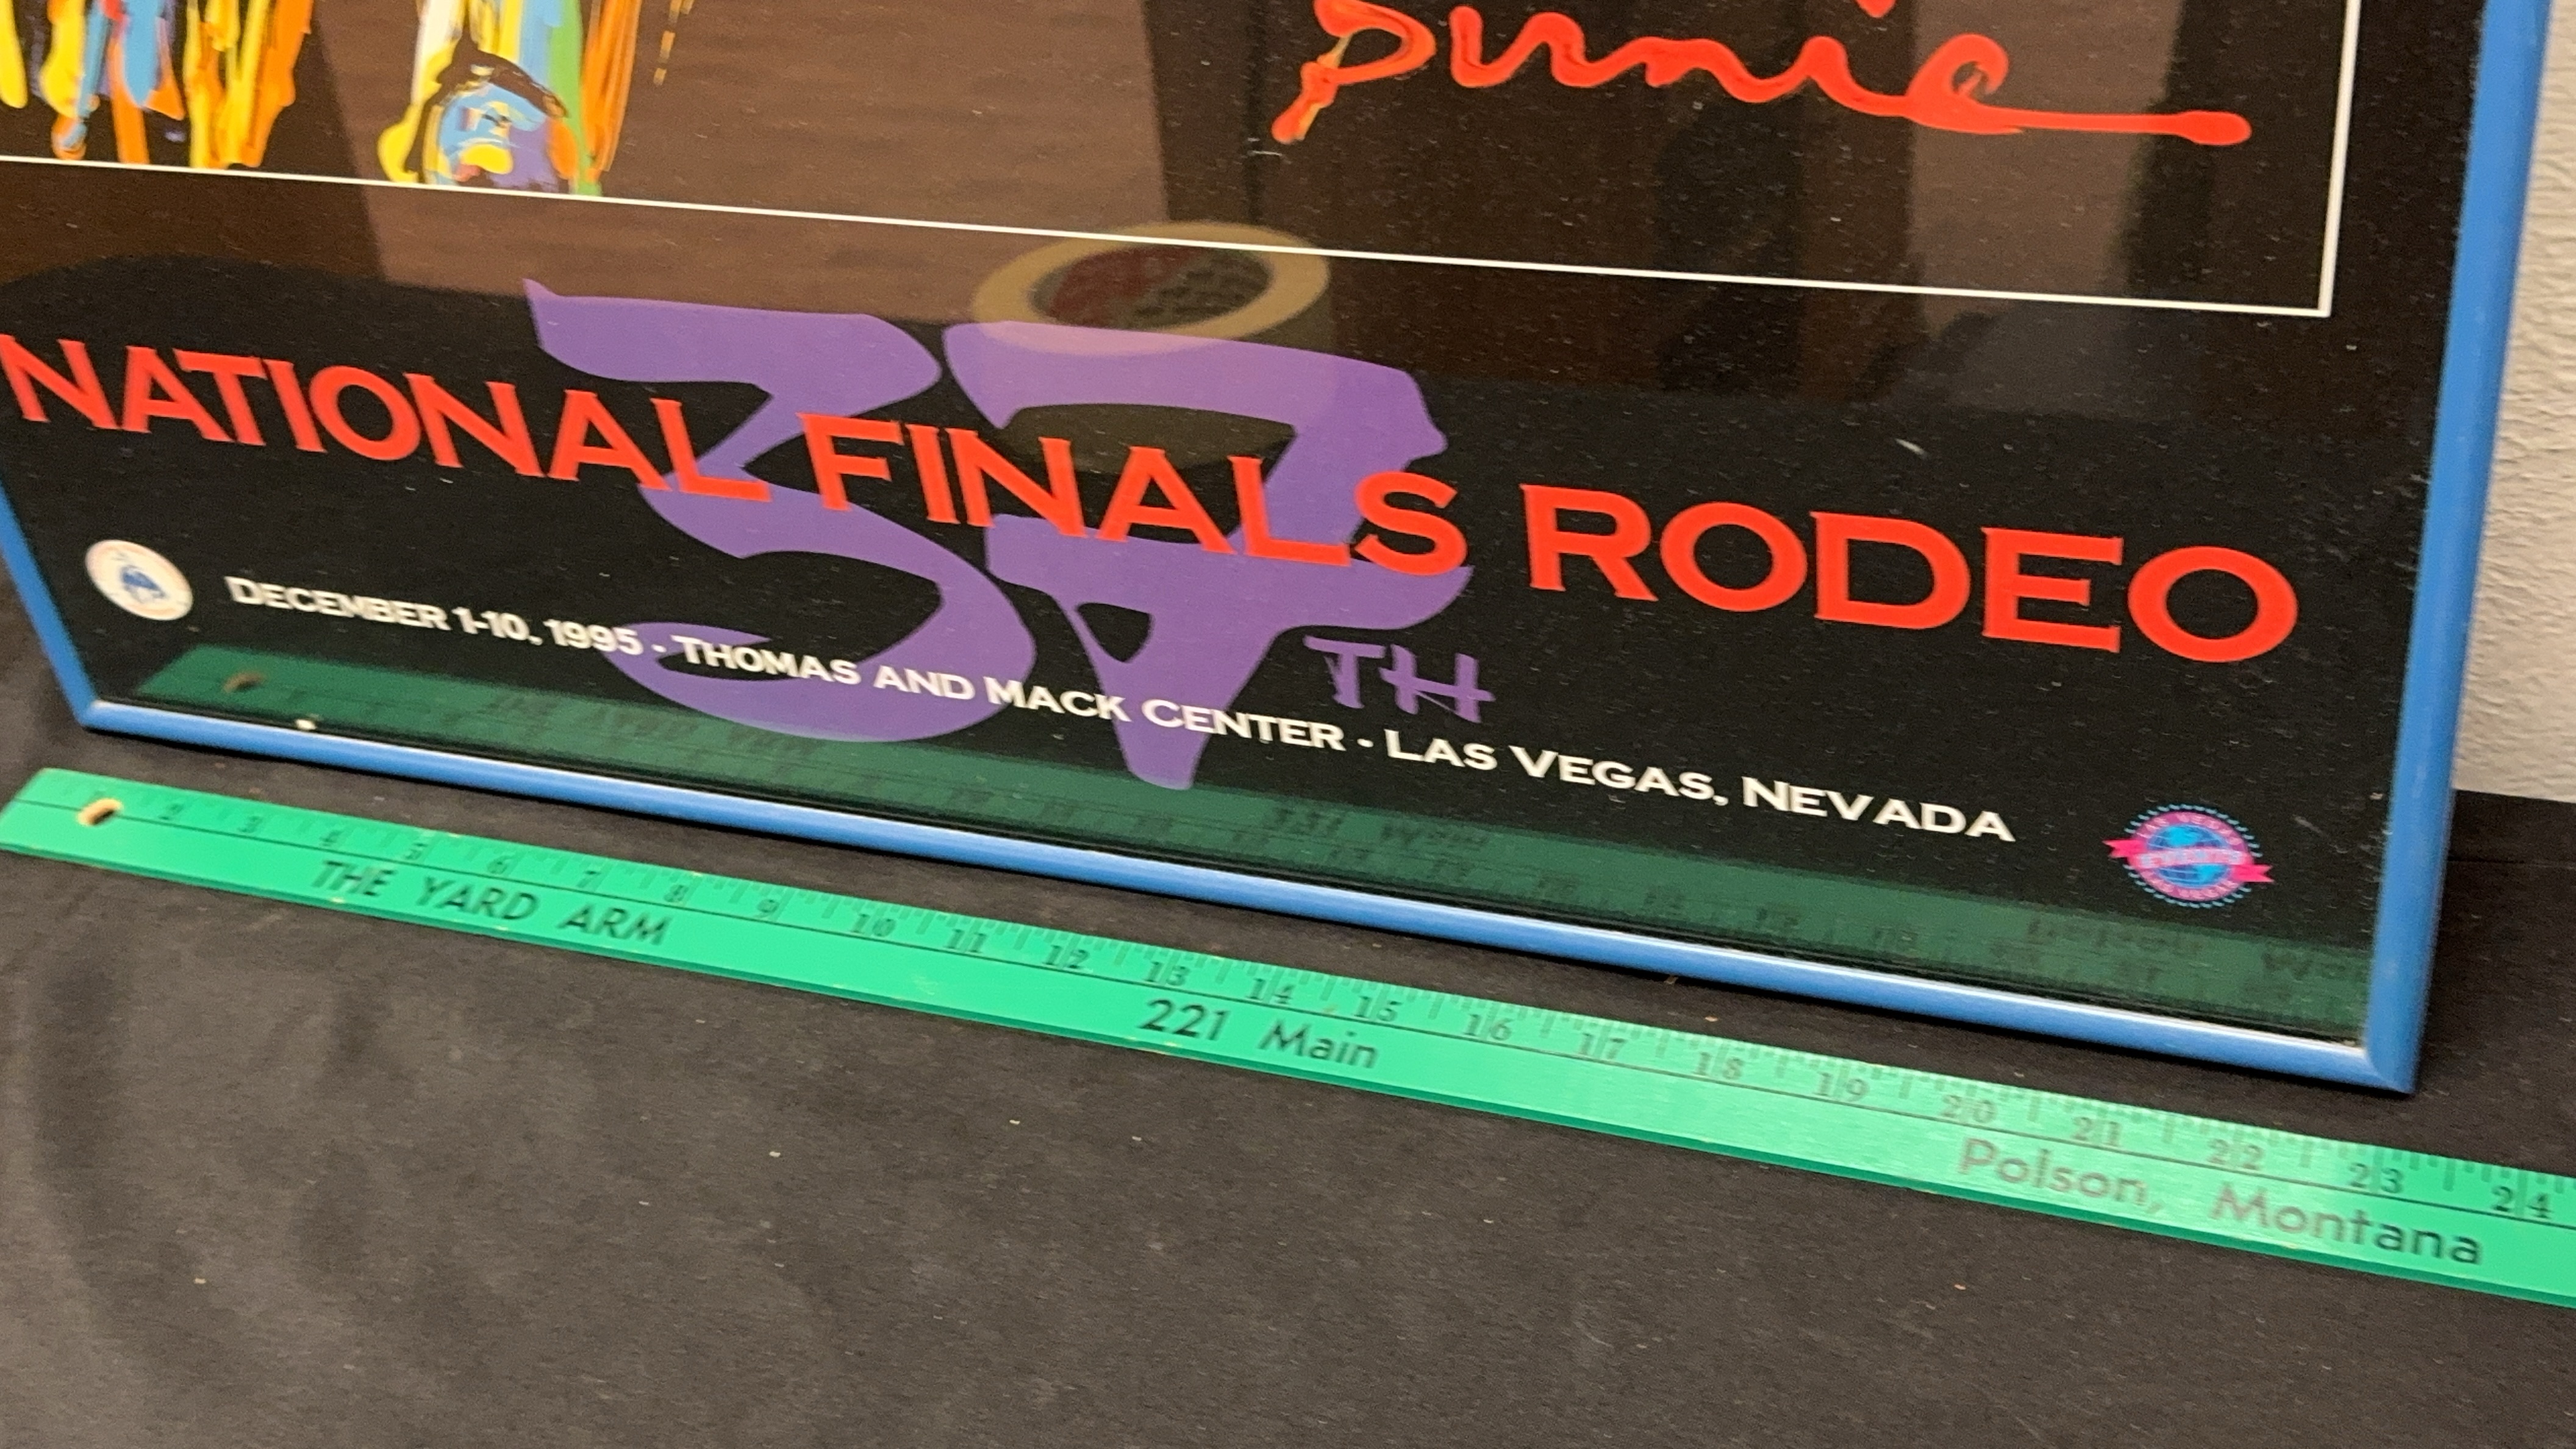 37TH
NATIONAL FINALS RODEO
DECEMBER 1-10, 1995 · THOMAS AND MACK CENTER · LAS VEGAS, NEVADA
EVENTS
2 3 4 5 6 7 8 9 10 11 12 13 14 15 16 17 18 19 20 21 22 23 24
THE YARD ARM
221 Main
Polson, Montana